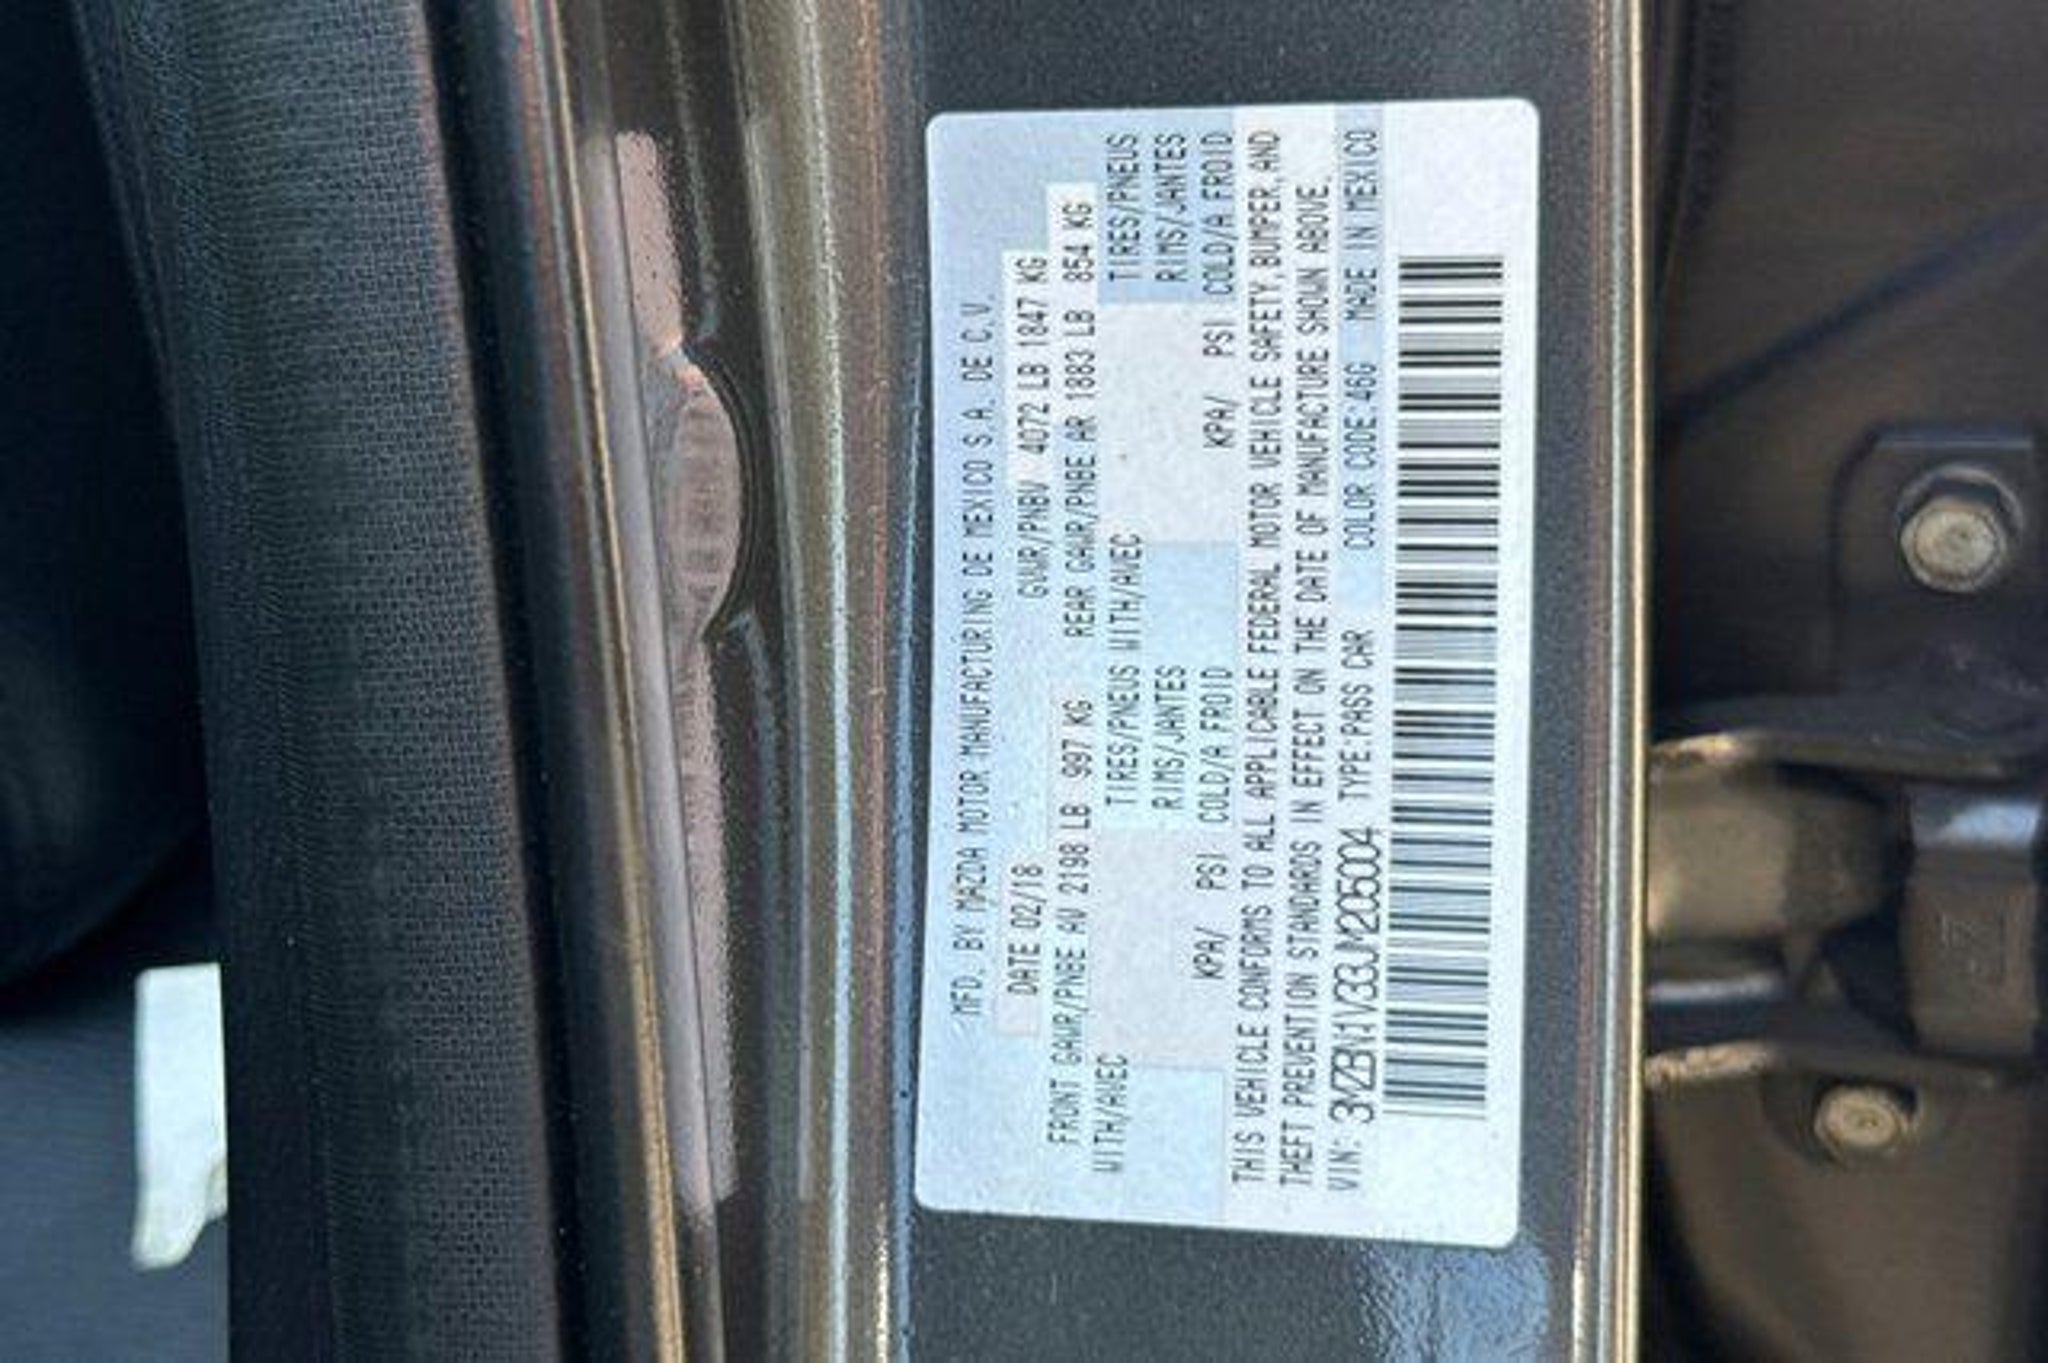 MFD. BY MAZDA MOTOR MANUFACTURING DE MEXICO S.A. DE C.V.
DATE 02/18 GVWR/PNBV 4072 LB 1847 KG
FRONT GAWR/PNBE AV 2198 LB 997 KG REAR GAWR/PNBE AR 1883 LB 854 KG
WITH/AVEC TIRES/PNEUS WITH/AVEC TIRES/PNEUS
RIMS/JANTES RIMS/JANTES
KPA/ PSI COLD/A FROID KPA/ PSI COLD/A FROID
THIS VEHICLE CONFORMS TO ALL APPLICABLE FEDERAL MOTOR VEHICLE SAFETY, BUMPER, AND
THEFT PREVENTION STANDARDS IN EFFECT ON THE DATE OF MANUFACTURE SHOWN ABOVE.
VIN: 3MZBN1V33JM205004 TYPE:PASS CAR COLOR CODE:46G MADE IN MEXICO